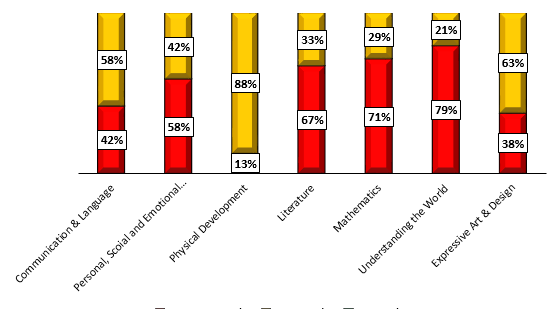 58% 42% 88% 33% 29% 21% 63%
42% 58% 13% 67% 71% 79% 38%
Communication & Language
Personal, Scoial and Emotional...
Physical Development
Literature
Mathematics
Understanding the World
Expressive Art & Design